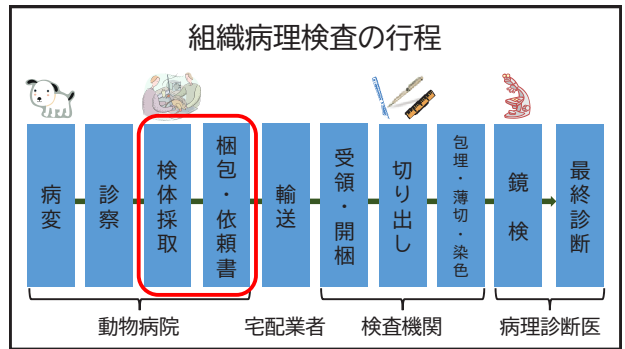 組織病理検査の行程
病変
診察
検体採取
梱包・依頼書
輸送
受領・開梱
切り出し
包埋・薄切・染色
鏡検
最終診断
動物病院
宅配業者
検査機関
病理診断医